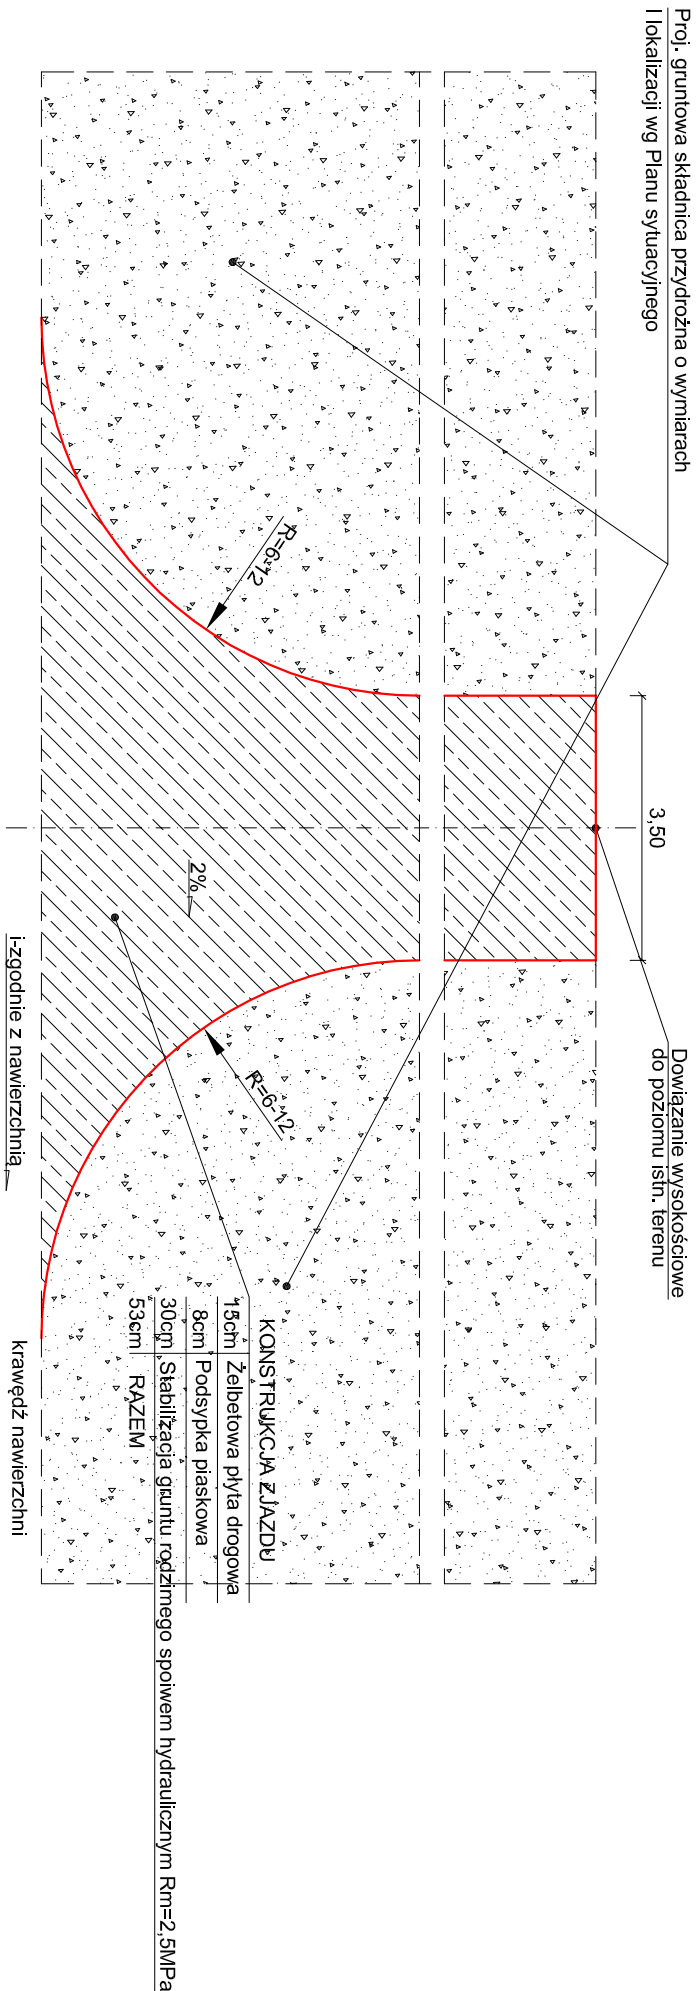 Proj. gruntowa składnica przydrożna o wymiarach
I lokalizacji wg Planu sytuacyjnego
3,50
Dowiązanie wysokościowe
do poziomu istn. terenu
R=6-12
R=6-12
2%
KONSTRUKCJA ZJAZDU
15cm Żelbetowa płyta drogowa
8cm Podsypka piaskowa
30cm Stabilizacja gruntu rodzimego spoiwem hydraulicznym Rm=2,5MPa
53cm RAZEM
i-zgodnie z nawierzchnią
krawędź nawierzchni